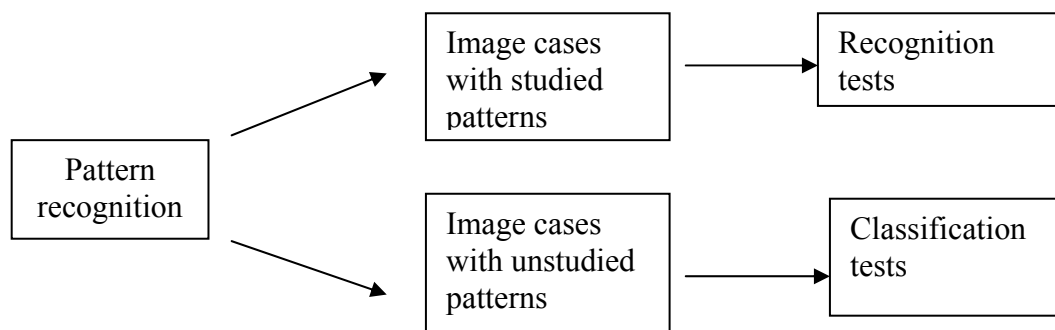 Pattern
recognition
Image cases
with studied
patterns
Recognition
tests
Image cases
with unstudied
patterns
Classification
tests